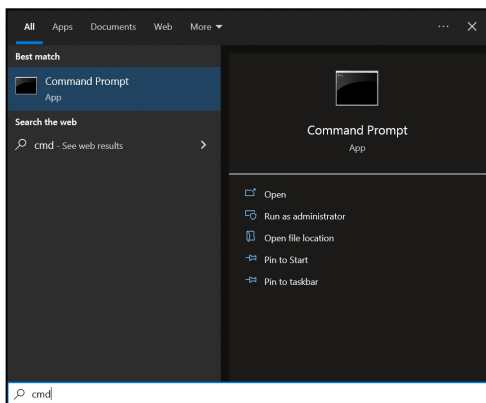 All Apps Documents Web More
Best match
Command Prompt
App
Search the web
cmd - See web results
Command Prompt
App
Open
Run as administrator
Open file location
Pin to Start
Pin to taskbar
cmd